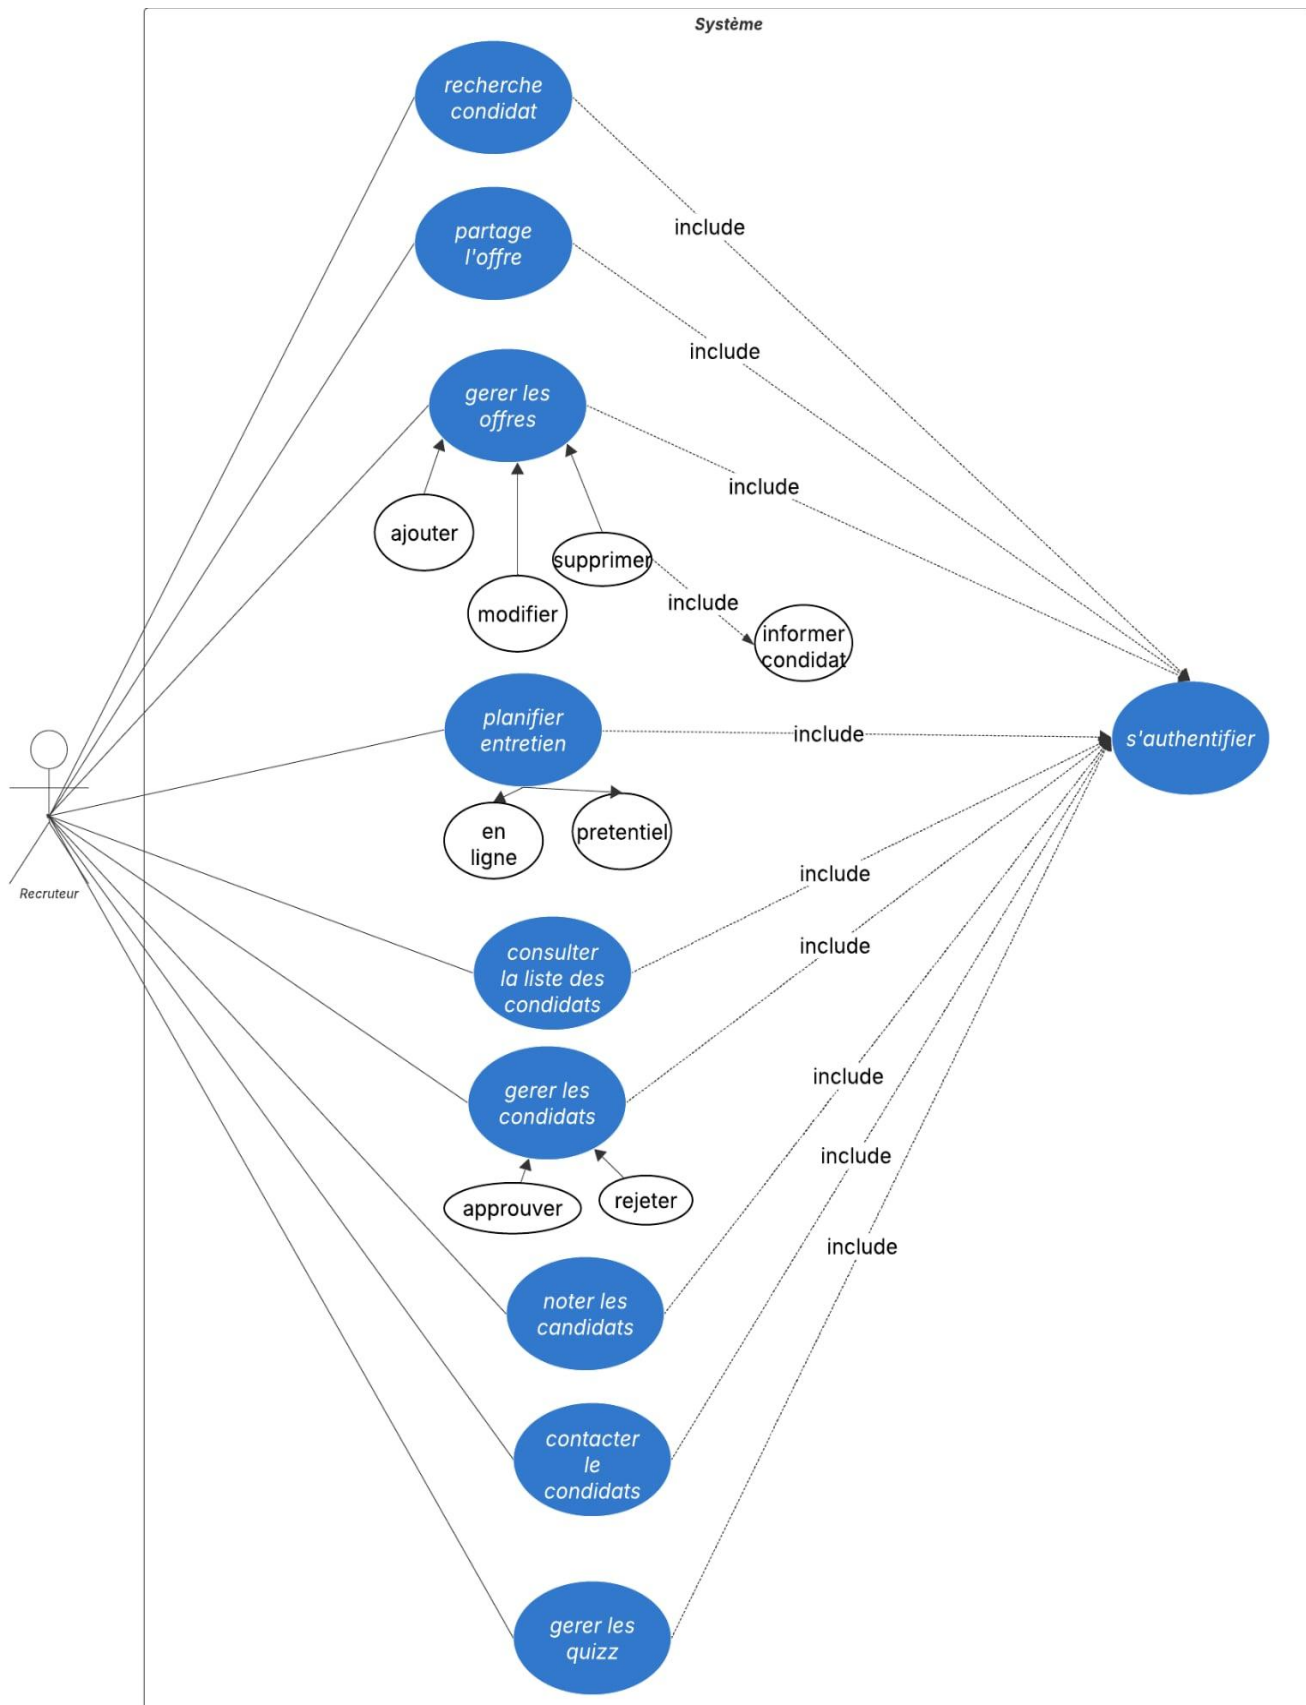 Système
recherche
condidat
include
partage
l'offre
include
gerer les
offres
include
ajouter
supprimer
modifier
include
informer
condidat
planifier
entretien
include
s'authentifier
en
ligne
pretentiel
Recruteur
include
consulter
la liste des
condidats
include
gerer les
condidats
include
approuver
rejeter
include
noter les
candidats
include
contacter
le
condidats
gerer les
quizz